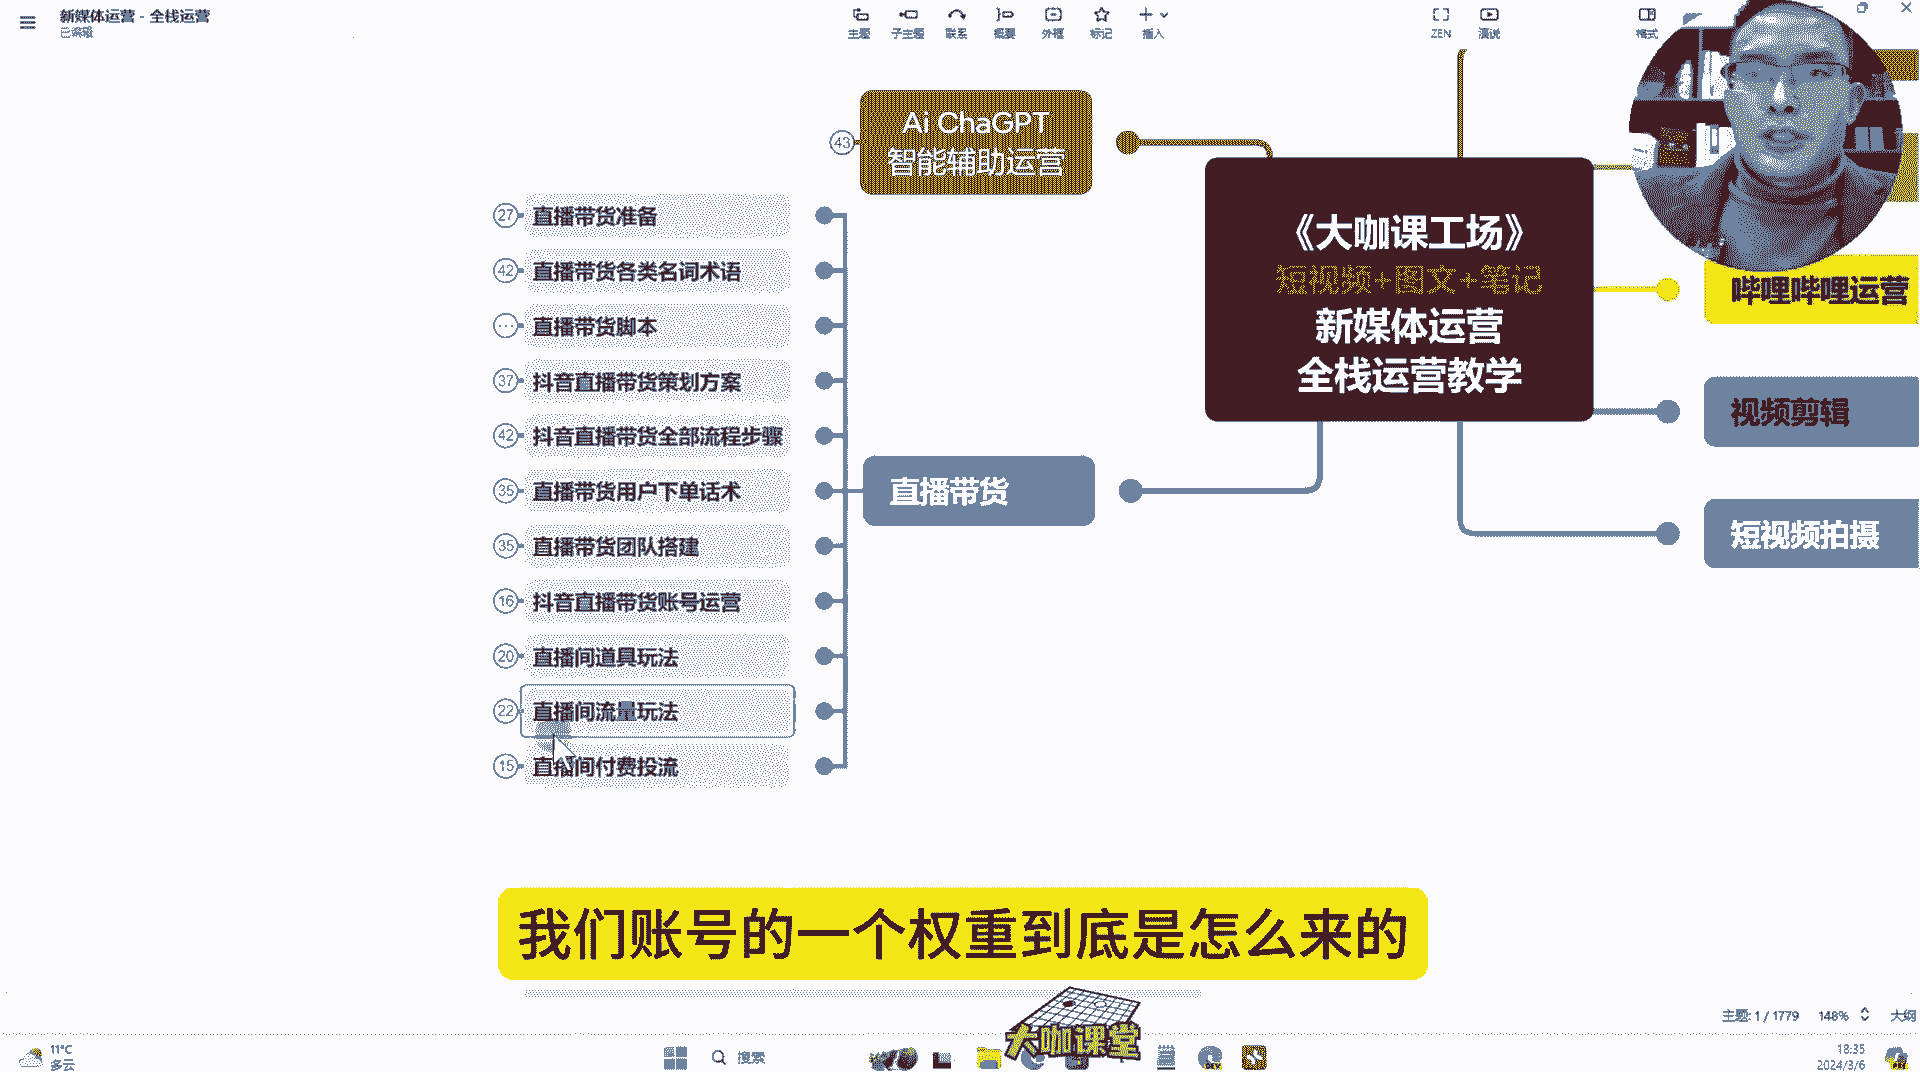 新媒体运营 - 全栈运营
已编辑
主题
子主题
联系
概要
外框
标记
插入
ZEN
演说
格式
43
Ai ChaGPT
智能辅助运营
27
直播带货准备
42
直播带货各类名词术语
...
直播带货脚本
37
抖音直播带货策划方案
42
抖音直播带货全部流程步骤
35
直播带货用户下单话术
35
直播带货团队搭建
16
抖音直播带货账号运营
20
直播间道具玩法
22
直播间流量玩法
15
直播间付费投流
直播带货
《大咖课工场》
短视频+图文+笔记
新媒体运营
全栈运营教学
哔哩哔哩运营
视频剪辑
短视频拍摄
我们账号的一个权重到底是怎么来的
大咖课堂
主题: 1 / 1779
148%
大纲
11°C
多云
搜索
DEV
18:35
2024/3/6